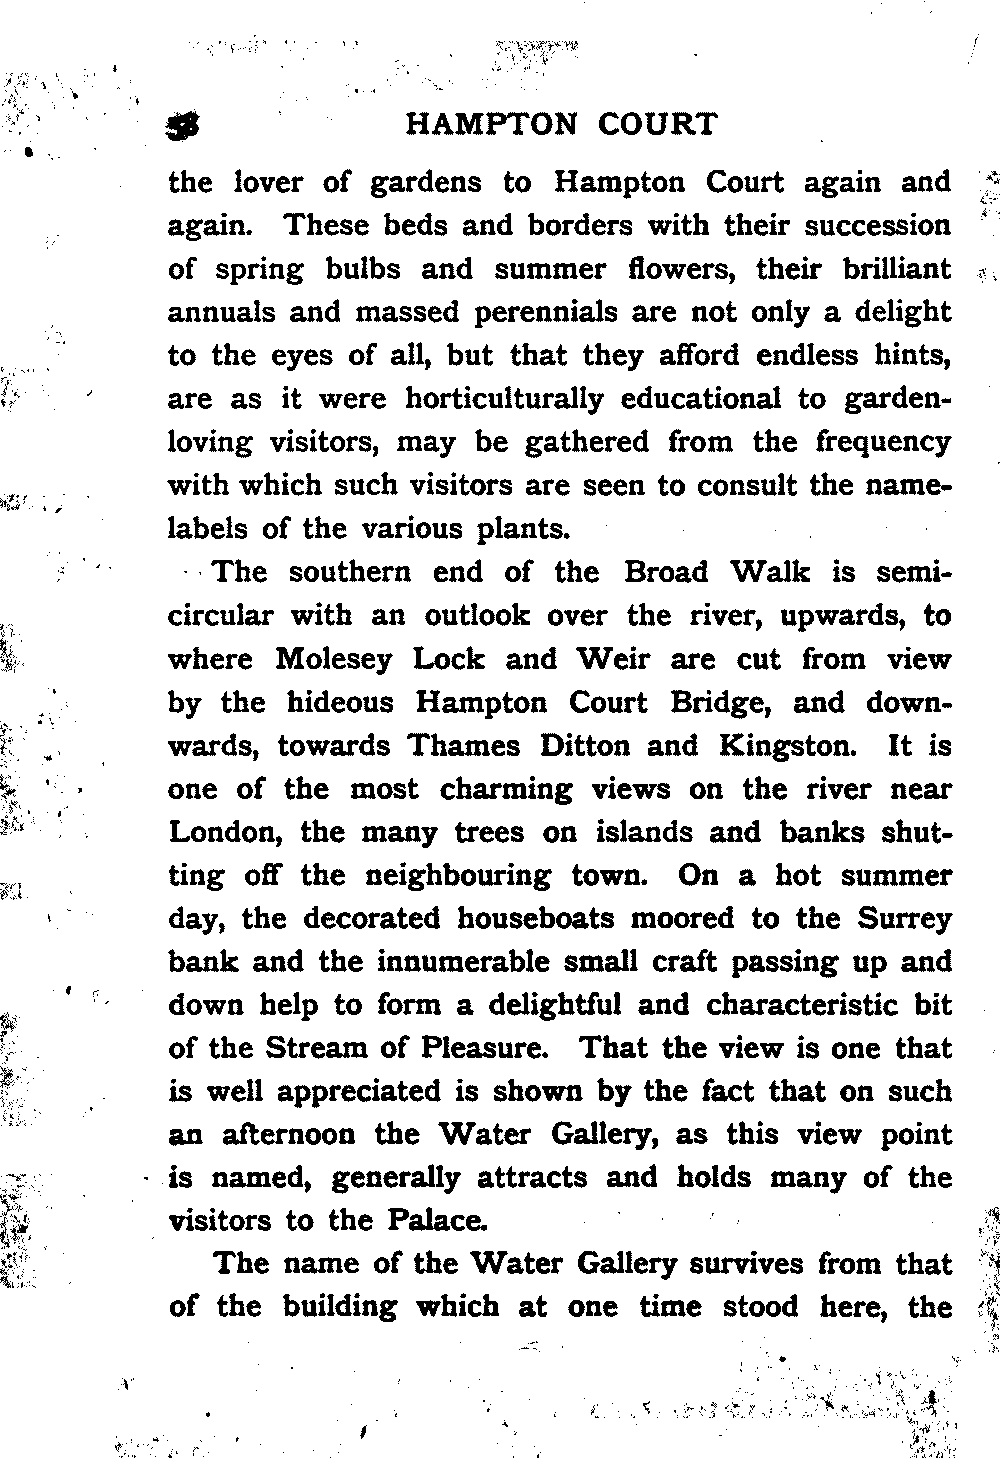 58 HAMPTON COURT
the lover of gardens to Hampton Court again and
again. These beds and borders with their succession
of spring bulbs and summer flowers, their brilliant
annuals and massed perennials are not only a delight
to the eyes of all, but that they afford endless hints,
are as it were horticulturally educational to garden-
loving visitors, may be gathered from the frequency
with which such visitors are seen to consult the name-
labels of the various plants.
The southern end of the Broad Walk is semi-
circular with an outlook over the river, upwards, to
where Molesey Lock and Weir are cut from view
by the hideous Hampton Court Bridge, and down-
wards, towards Thames Ditton and Kingston. It is
one of the most charming views on the river near
London, the many trees on islands and banks shut-
ting off the neighbouring town. On a hot summer
day, the decorated houseboats moored to the Surrey
bank and the innumerable small craft passing up and
down help to form a delightful and characteristic bit
of the Stream of Pleasure. That the view is one that
is well appreciated is shown by the fact that on such
an afternoon the Water Gallery, as this view point
is named, generally attracts and holds many of the
visitors to the Palace.
The name of the Water Gallery survives from that
of the building which at one time stood here, the